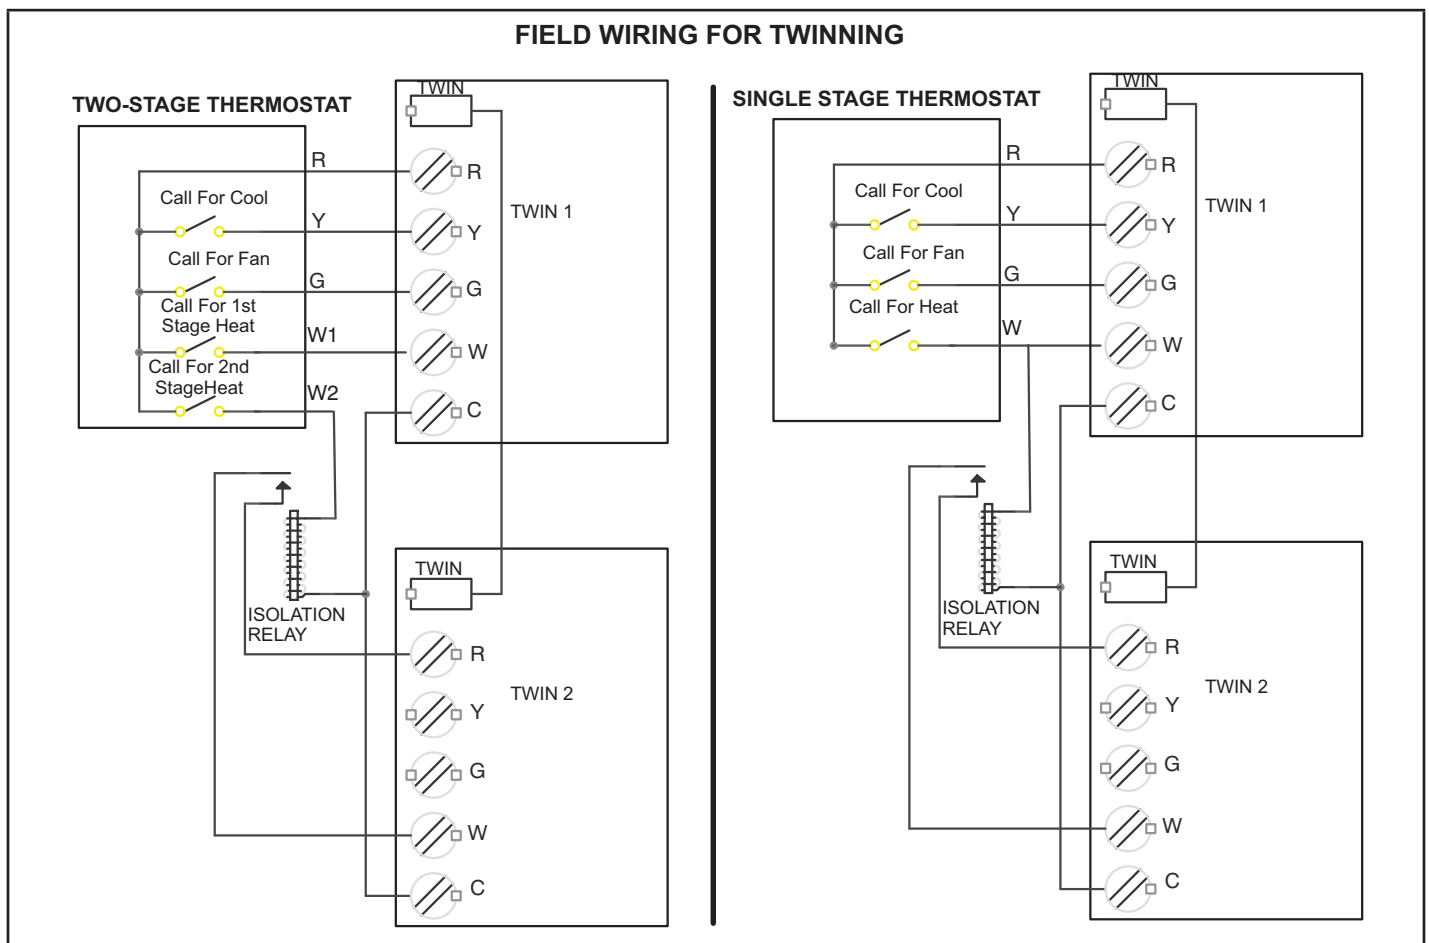 FIELD WIRING FOR TWINNING
TWO-STAGE THERMOSTAT
TWIN
R
R
Call For Cool
Y
Y
TWIN 1
Call For Fan
G
G
Call For 1st
Stage Heat
W1
W
Call For 2nd
StageHeat
W2
C
ISOLATION
RELAY
TWIN
R
TWIN 2
Y
G
W
C
SINGLE STAGE THERMOSTAT
TWIN
R
R
Call For Cool
Y
Y
TWIN 1
Call For Fan
G
G
Call For Heat
W
W
C
ISOLATION
RELAY
TWIN
R
TWIN 2
Y
G
W
C